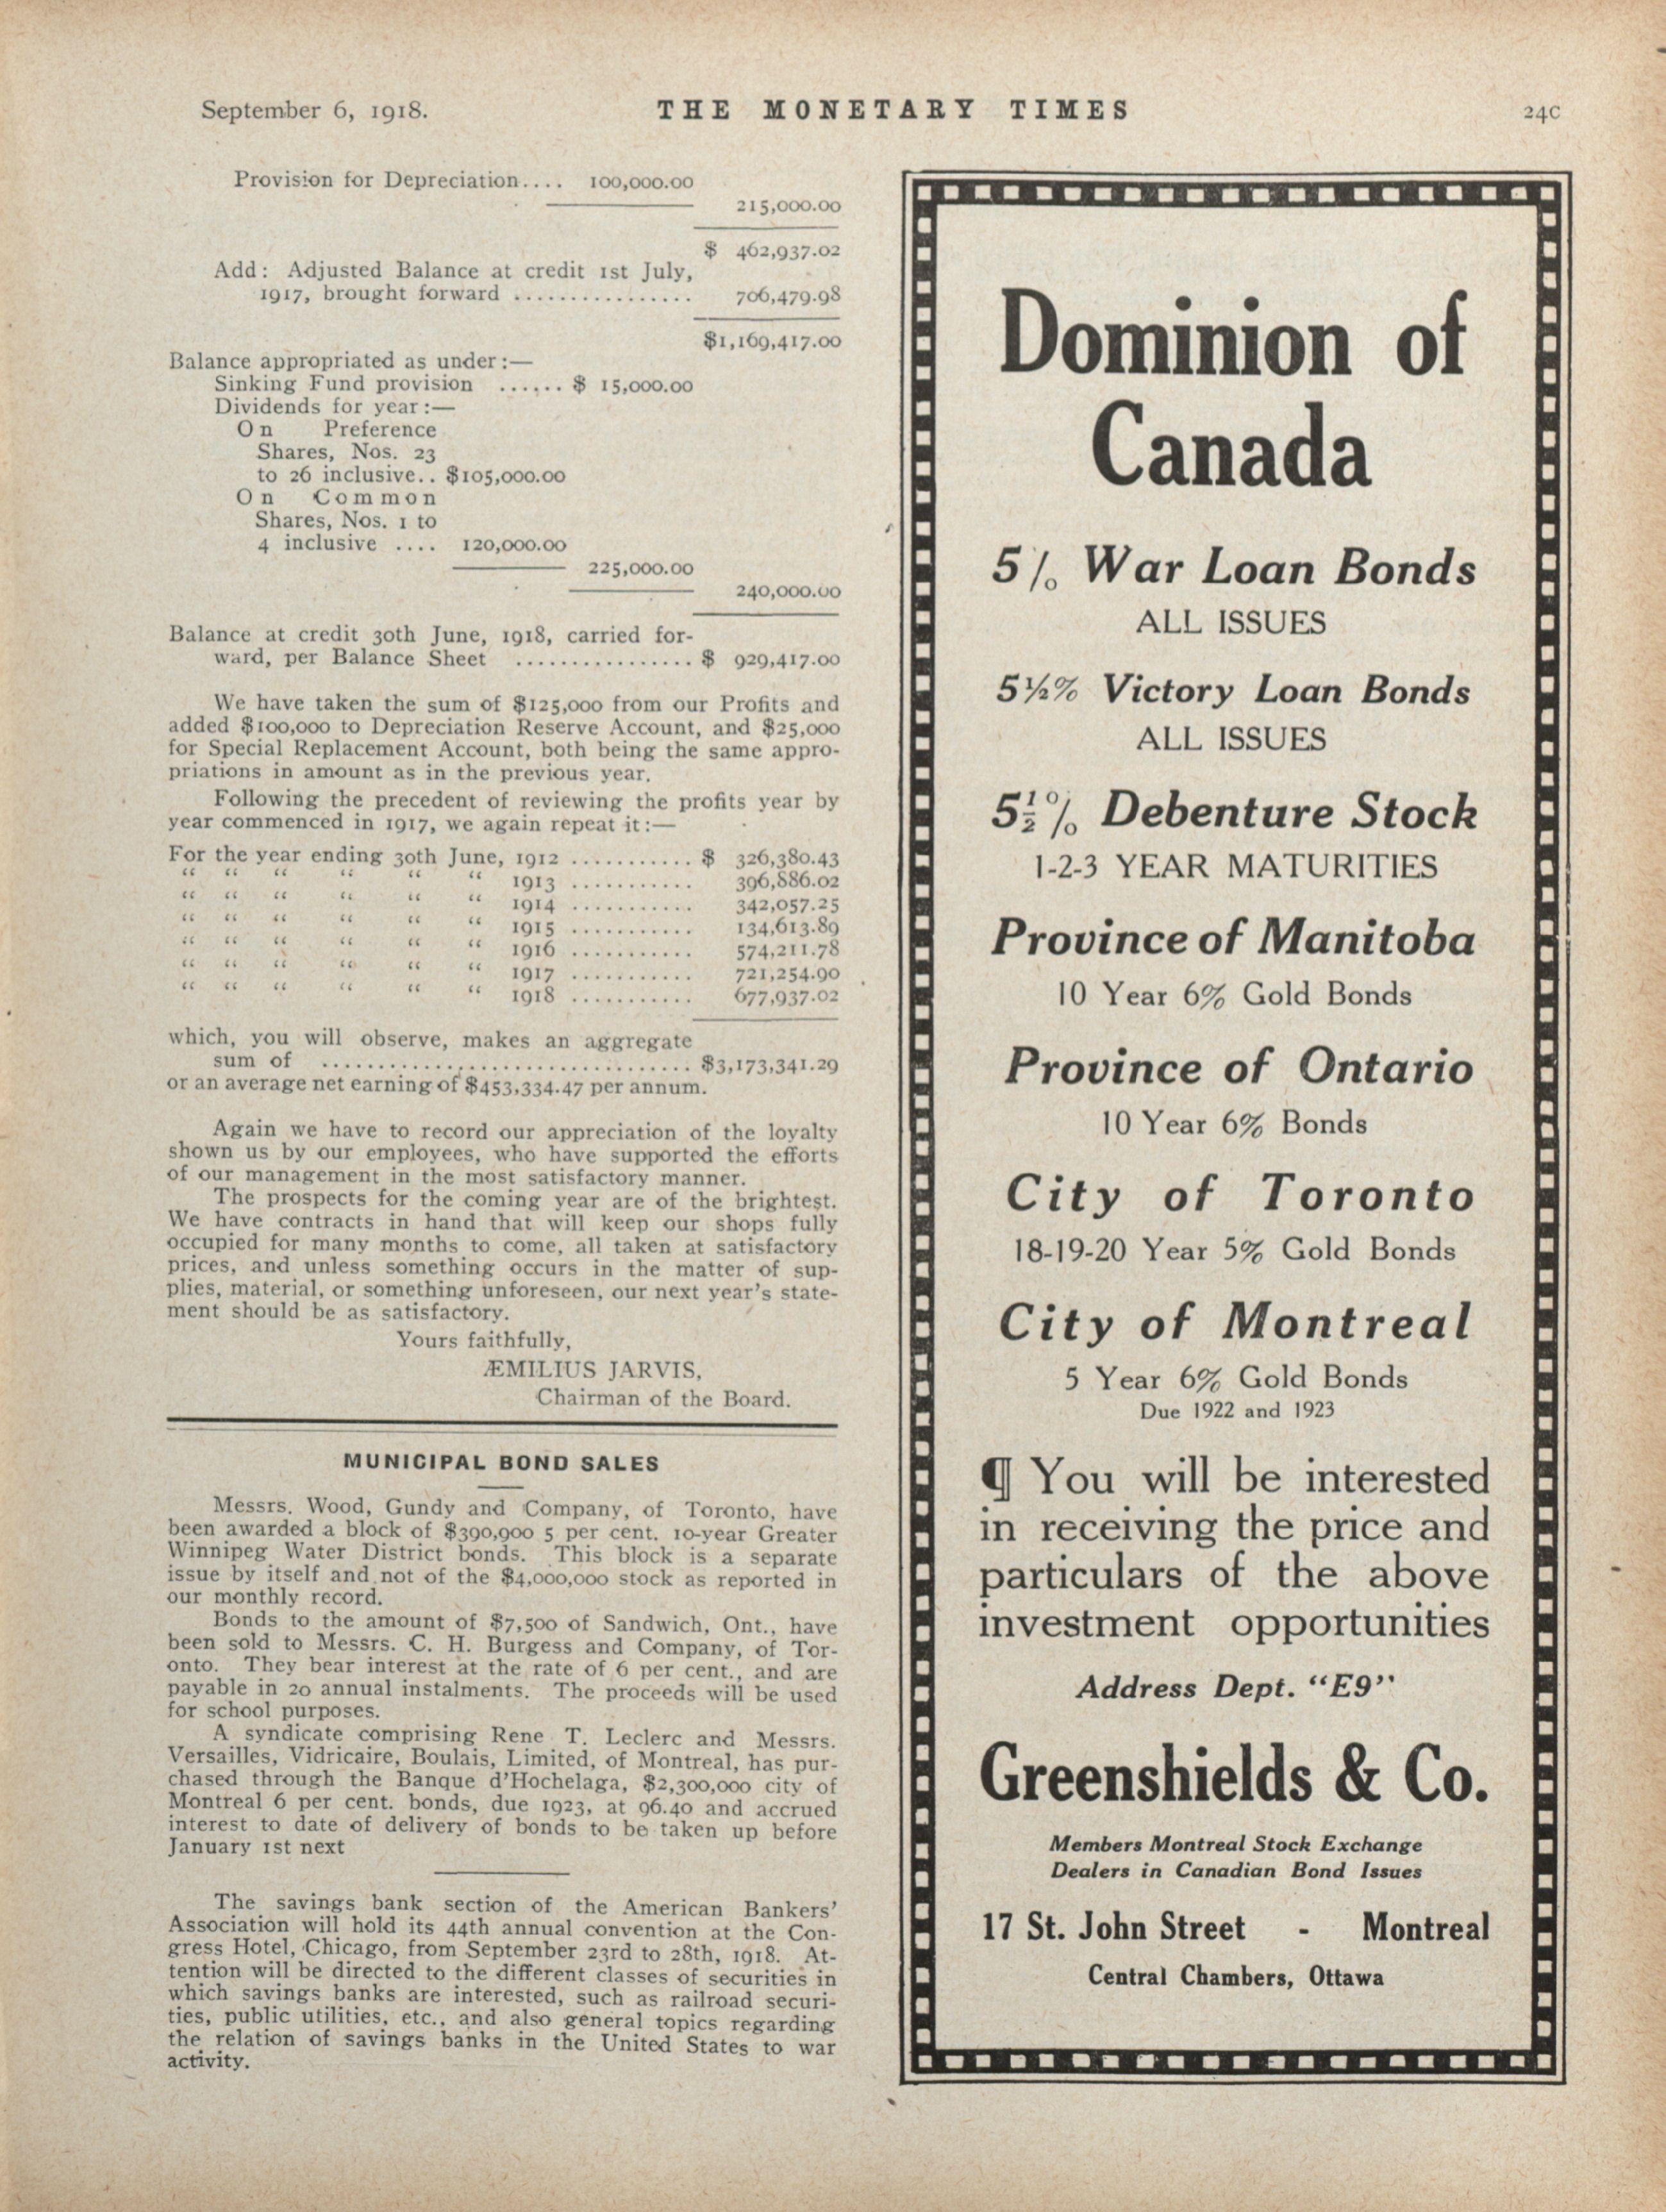 September 6, 1918. THE MONETARY TIMES 24C
Provision for Depreciation.... 100,000.00
215,000.00
$ 462,937.02
Add: Adjusted Balance at credit 1st July,
1917, brought forward ................ 706,479.98
$1,169,417.00
Balance appropriated as under:—
Sinking Fund provision ...... $ 15,000.00
Dividends for year:—
On Preference
Shares, Nos. 23
to 26 inclusive.. $105,000.00
On Common
Shares, Nos. 1 to
4 inclusive .... 120,000.00
225,000.00
240,000.00
Balance at credit 30th June, 1918, carried for-
ward, per Balance Sheet ................ $ 929,417.00
We have taken the sum of $125,000 from our Profits and
added $100,000 to Depreciation Reserve Account, and $25,000
for Special Replacement Account, both being the same appro-
priations in amount as in the previous year.
Following the precedent of reviewing the profits year by
year commenced in 1917, we again repeat it:—
For the year ending 30th June, 1912 ........... $ 326,380.43
" " " " " " 1913 ........... 396,886.02
" " " " " " 1914 ........... 342,057.25
" " " " " " 1915 ........... 134,613.89
" " " " " " 1916 ........... 574,211.78
" " " " " " 1917 ........... 721,254.90
" " " " " " 1918 ........... 677,937.02
which, you will observe, makes an aggregate
sum of ................................. $3,173,341.29
or an average net earning of $453,334.47 per annum.
Again we have to record our appreciation of the loyalty
shown us by our employees, who have supported the efforts
of our management in the most satisfactory manner.
The prospects for the coming year are of the brightest.
We have contracts in hand that will keep our shops fully
occupied for many months to come, all taken at satisfactory
prices, and unless something occurs in the matter of sup-
plies, material, or something unforeseen, our next year's state-
ment should be as satisfactory.
Yours faithfully,
ÆMILIUS JARVIS,
Chairman of the Board.
MUNICIPAL BOND SALES
Messrs. Wood, Gundy and Company, of Toronto, have
been awarded a block of $390,900 5 per cent. 10-year Greater
Winnipeg Water District bonds. This block is a separate
issue by itself and not of the $4,000,000 stock as reported in
our monthly record.
Bonds to the amount of $7,500 of Sandwich, Ont., have
been sold to Messrs. C. H. Burgess and Company, of Tor-
onto. They bear interest at the rate of 6 per cent., and are
payable in 20 annual instalments. The proceeds will be used
for school purposes.
A syndicate comprising Rene T. Leclerc and Messrs.
Versailles, Vidricaire, Boulais, Limited, of Montreal, has pur-
chased through the Banque d'Hochelaga, $2,300,000 city of
Montreal 6 per cent. bonds, due 1923, at 96.40 and accrued
interest to date of delivery of bonds to be taken up before
January 1st next
The savings bank section of the American Bankers'
Association will hold its 44th annual convention at the Con-
gress Hotel, Chicago, from September 23rd to 28th, 1918. At-
tention will be directed to the different classes of securities in
which savings banks are interested, such as railroad securi-
ties, public utilities, etc., and also general topics regarding
the relation of savings banks in the United States to war
activity.
Dominion of
Canada
5% War Loan Bonds
ALL ISSUES
5½% Victory Loan Bonds
ALL ISSUES
5½% Debenture Stock
1-2-3 YEAR MATURITIES
Province of Manitoba
10 Year 6% Gold Bonds
Province of Ontario
10 Year 6% Bonds
City of Toronto
18-19-20 Year 5% Gold Bonds
City of Montreal
5 Year 6% Gold Bonds
Due 1922 and 1923
¶ You will be interested
in receiving the price and
particulars of the above
investment opportunities
Address Dept. "E9"
Greenshields & Co.
Members Montreal Stock Exchange
Dealers in Canadian Bond Issues
17 St. John Street - Montreal
Central Chambers, Ottawa